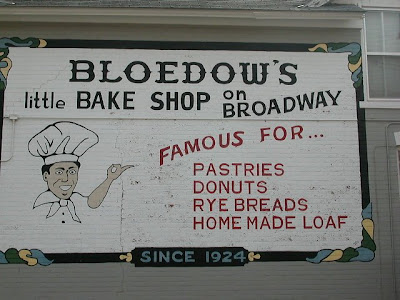 BLOEDOW'S
little BAKE SHOP on BROADWAY
FAMOUS FOR...
PASTRIES
DONUTS
RYE BREADS
HOME MADE LOAF
SINCE 1924